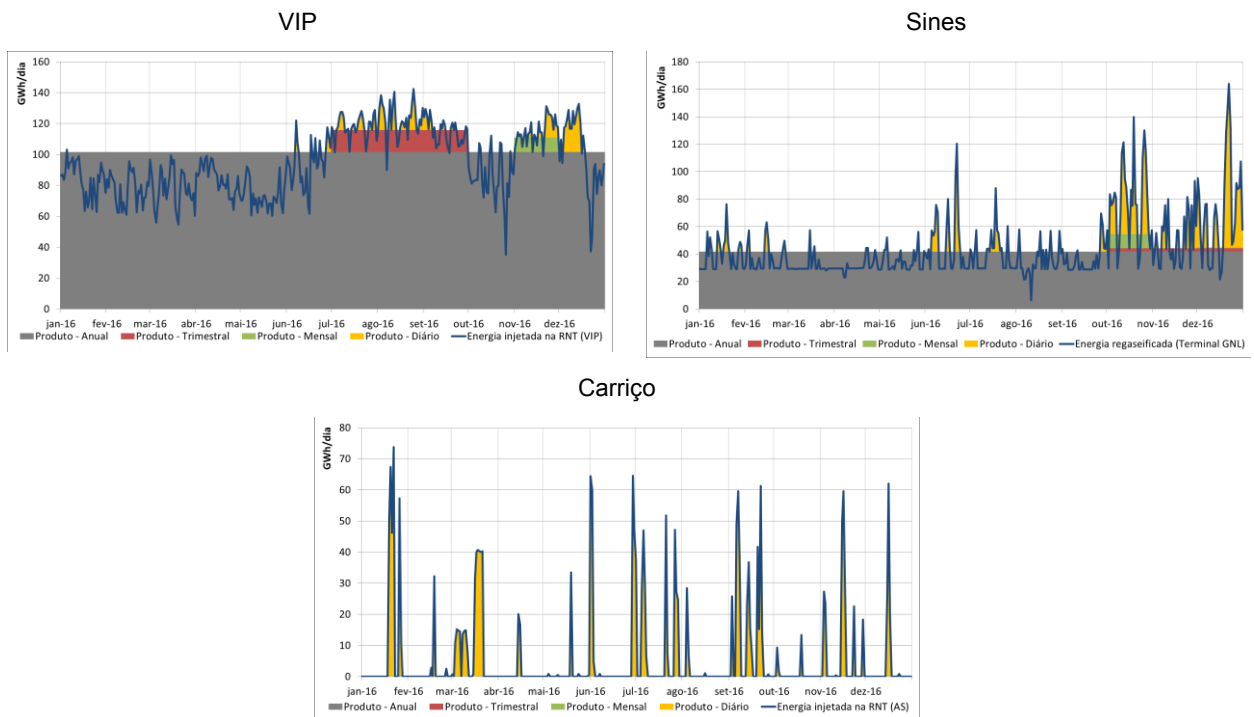 VIP
Sines
GWh/dia
160
140
120
100
80
60
40
20
0
jan-16 fev-16 mar-16 abr-16 mai-16 jun-16 jul-16 ago-16 set-16 out-16 nov-16 dez-16
Produto - Anual Produto - Trimestral Produto - Mensal Produto - Diário Energia injetada na RNT (VIP)
GWh/dia
180
160
140
120
100
80
60
40
20
0
jan-16 fev-16 mar-16 abr-16 mai-16 jun-16 jul-16 ago-16 set-16 out-16 nov-16 dez-16
Produto - Anual Produto - Trimestral Produto - Mensal Produto - Diário Energia regaseificada (Terminal GNL)
Carriço
GWh/dia
80
70
60
50
40
30
20
10
0
jan-16 fev-16 mar-16 abr-16 mai-16 jun-16 jul-16 ago-16 set-16 out-16 nov-16 dez-16
Produto - Anual Produto - Trimestral Produto - Mensal Produto - Diário Energia injetada na RNT (AS)